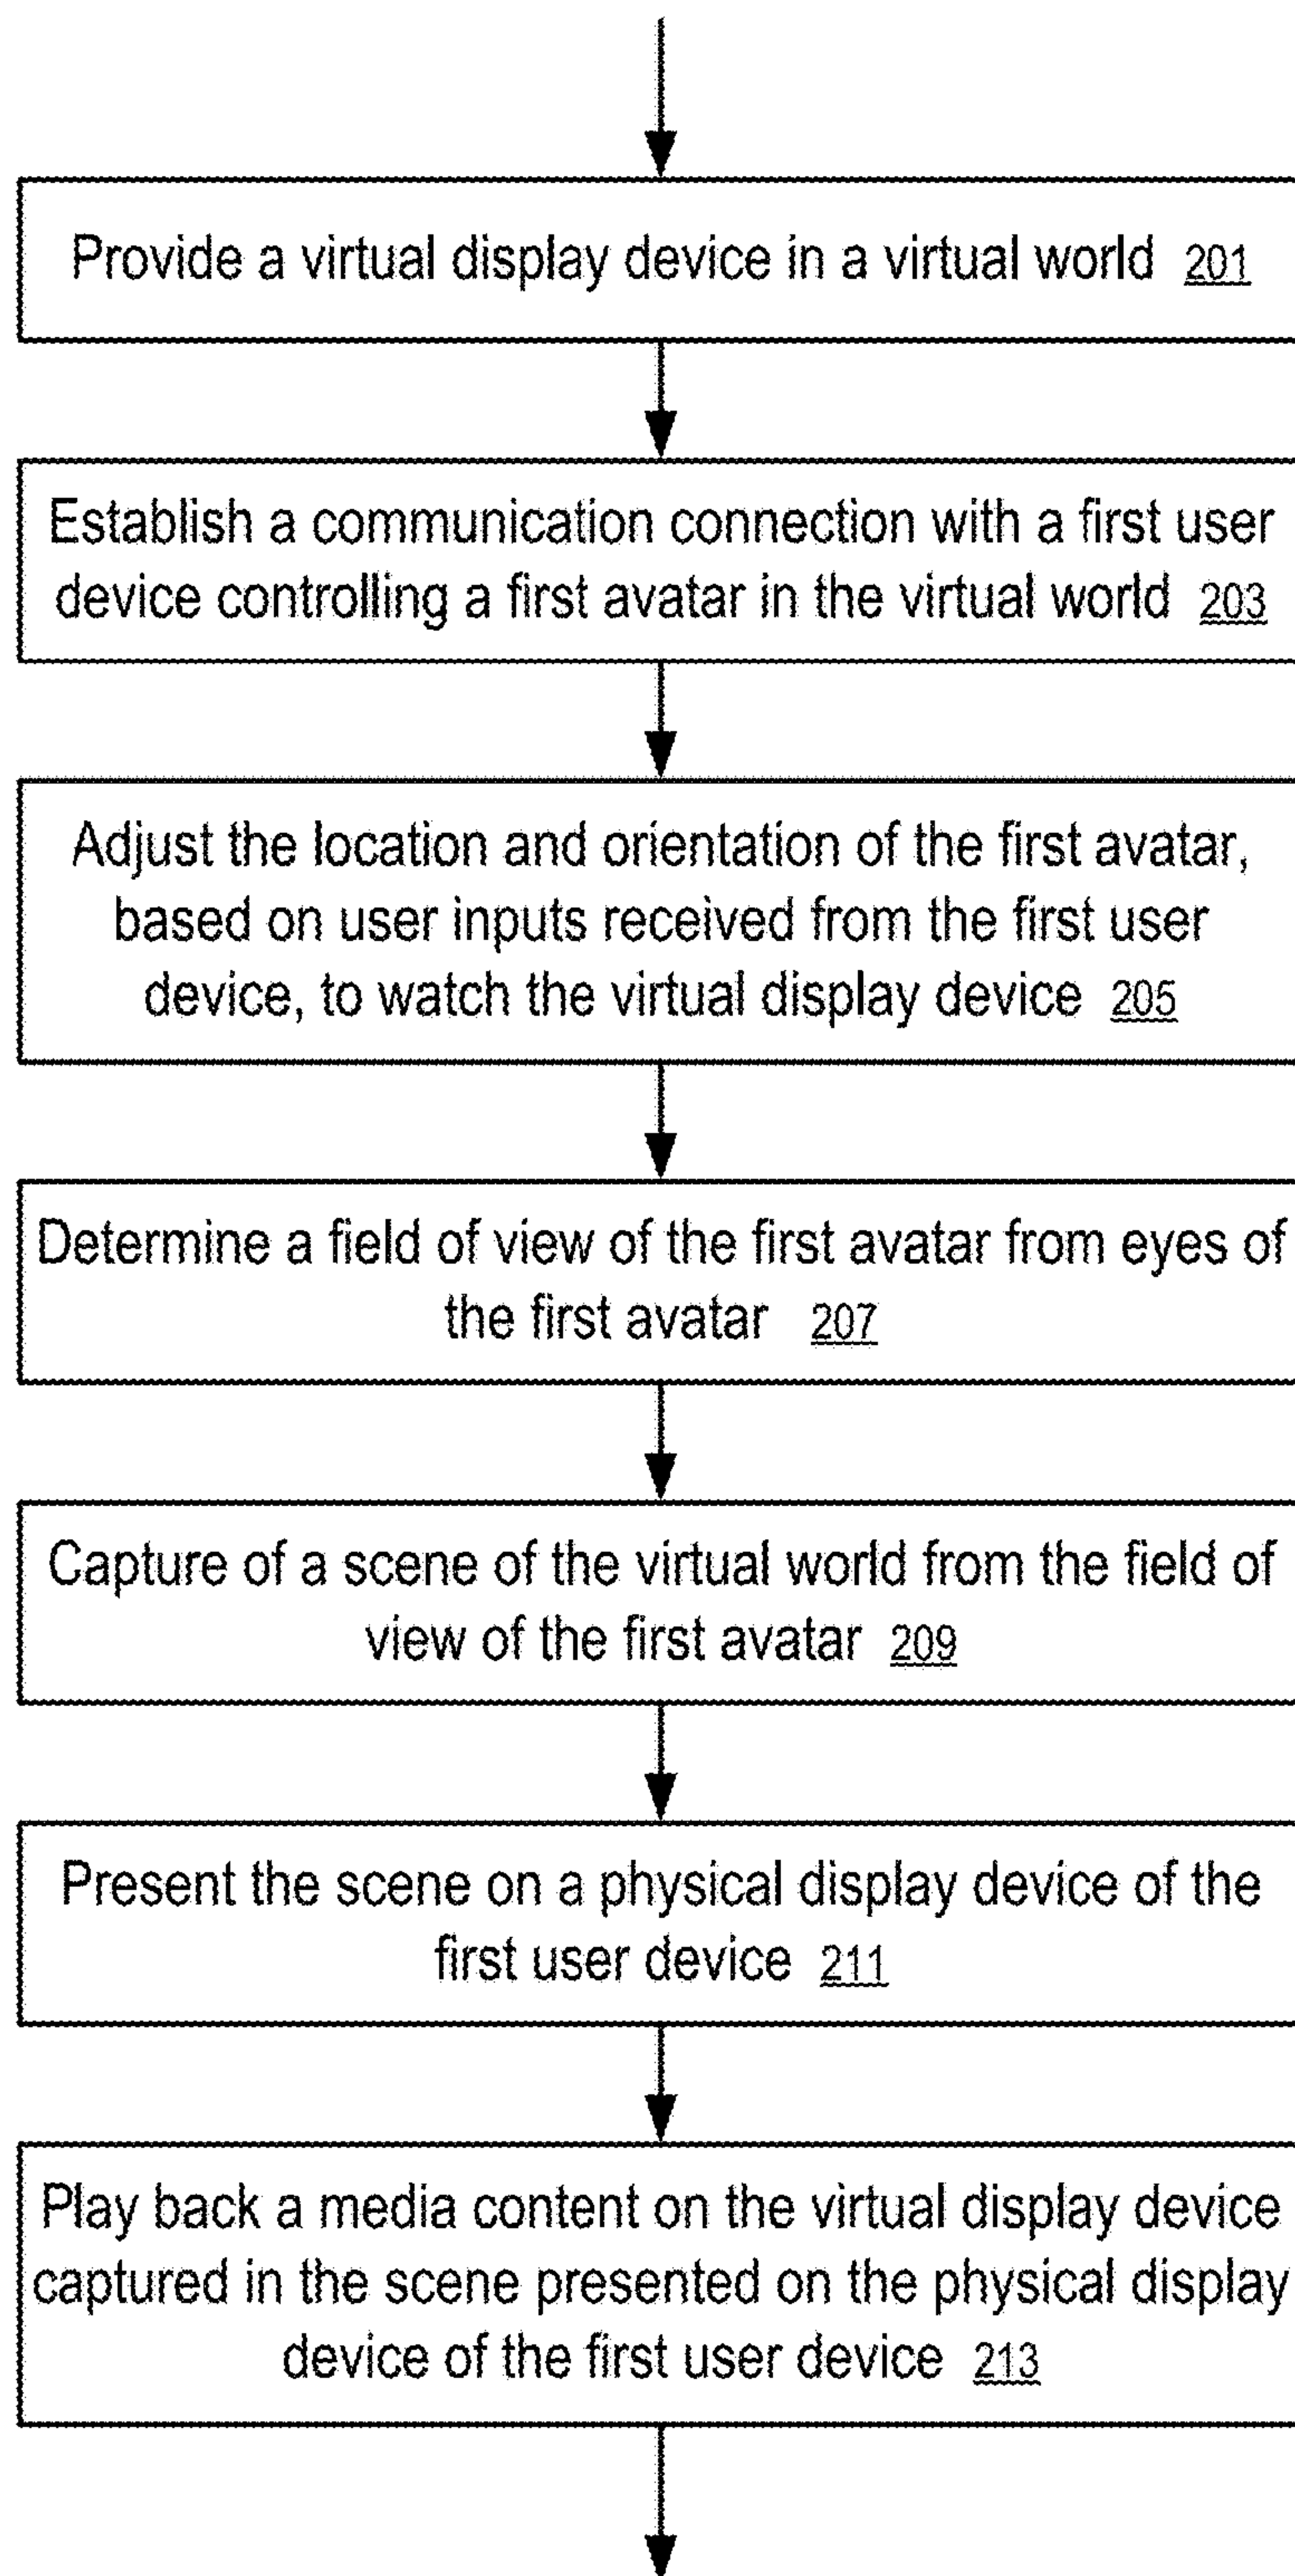 Provide a virtual display device in a virtual world 201
Establish a communication connection with a first user
device controlling a first avatar in the virtual world 203
Adjust the location and orientation of the first avatar,
based on user inputs received from the first user
device, to watch the virtual display device 205
Determine a field of view of the first avatar from eyes of
the first avatar 207
Capture of a scene of the virtual world from the field of
view of the first avatar 209
Present the scene on a physical display device of the
first user device 211
Play back a media content on the virtual display device
captured in the scene presented on the physical display
device of the first user device 213